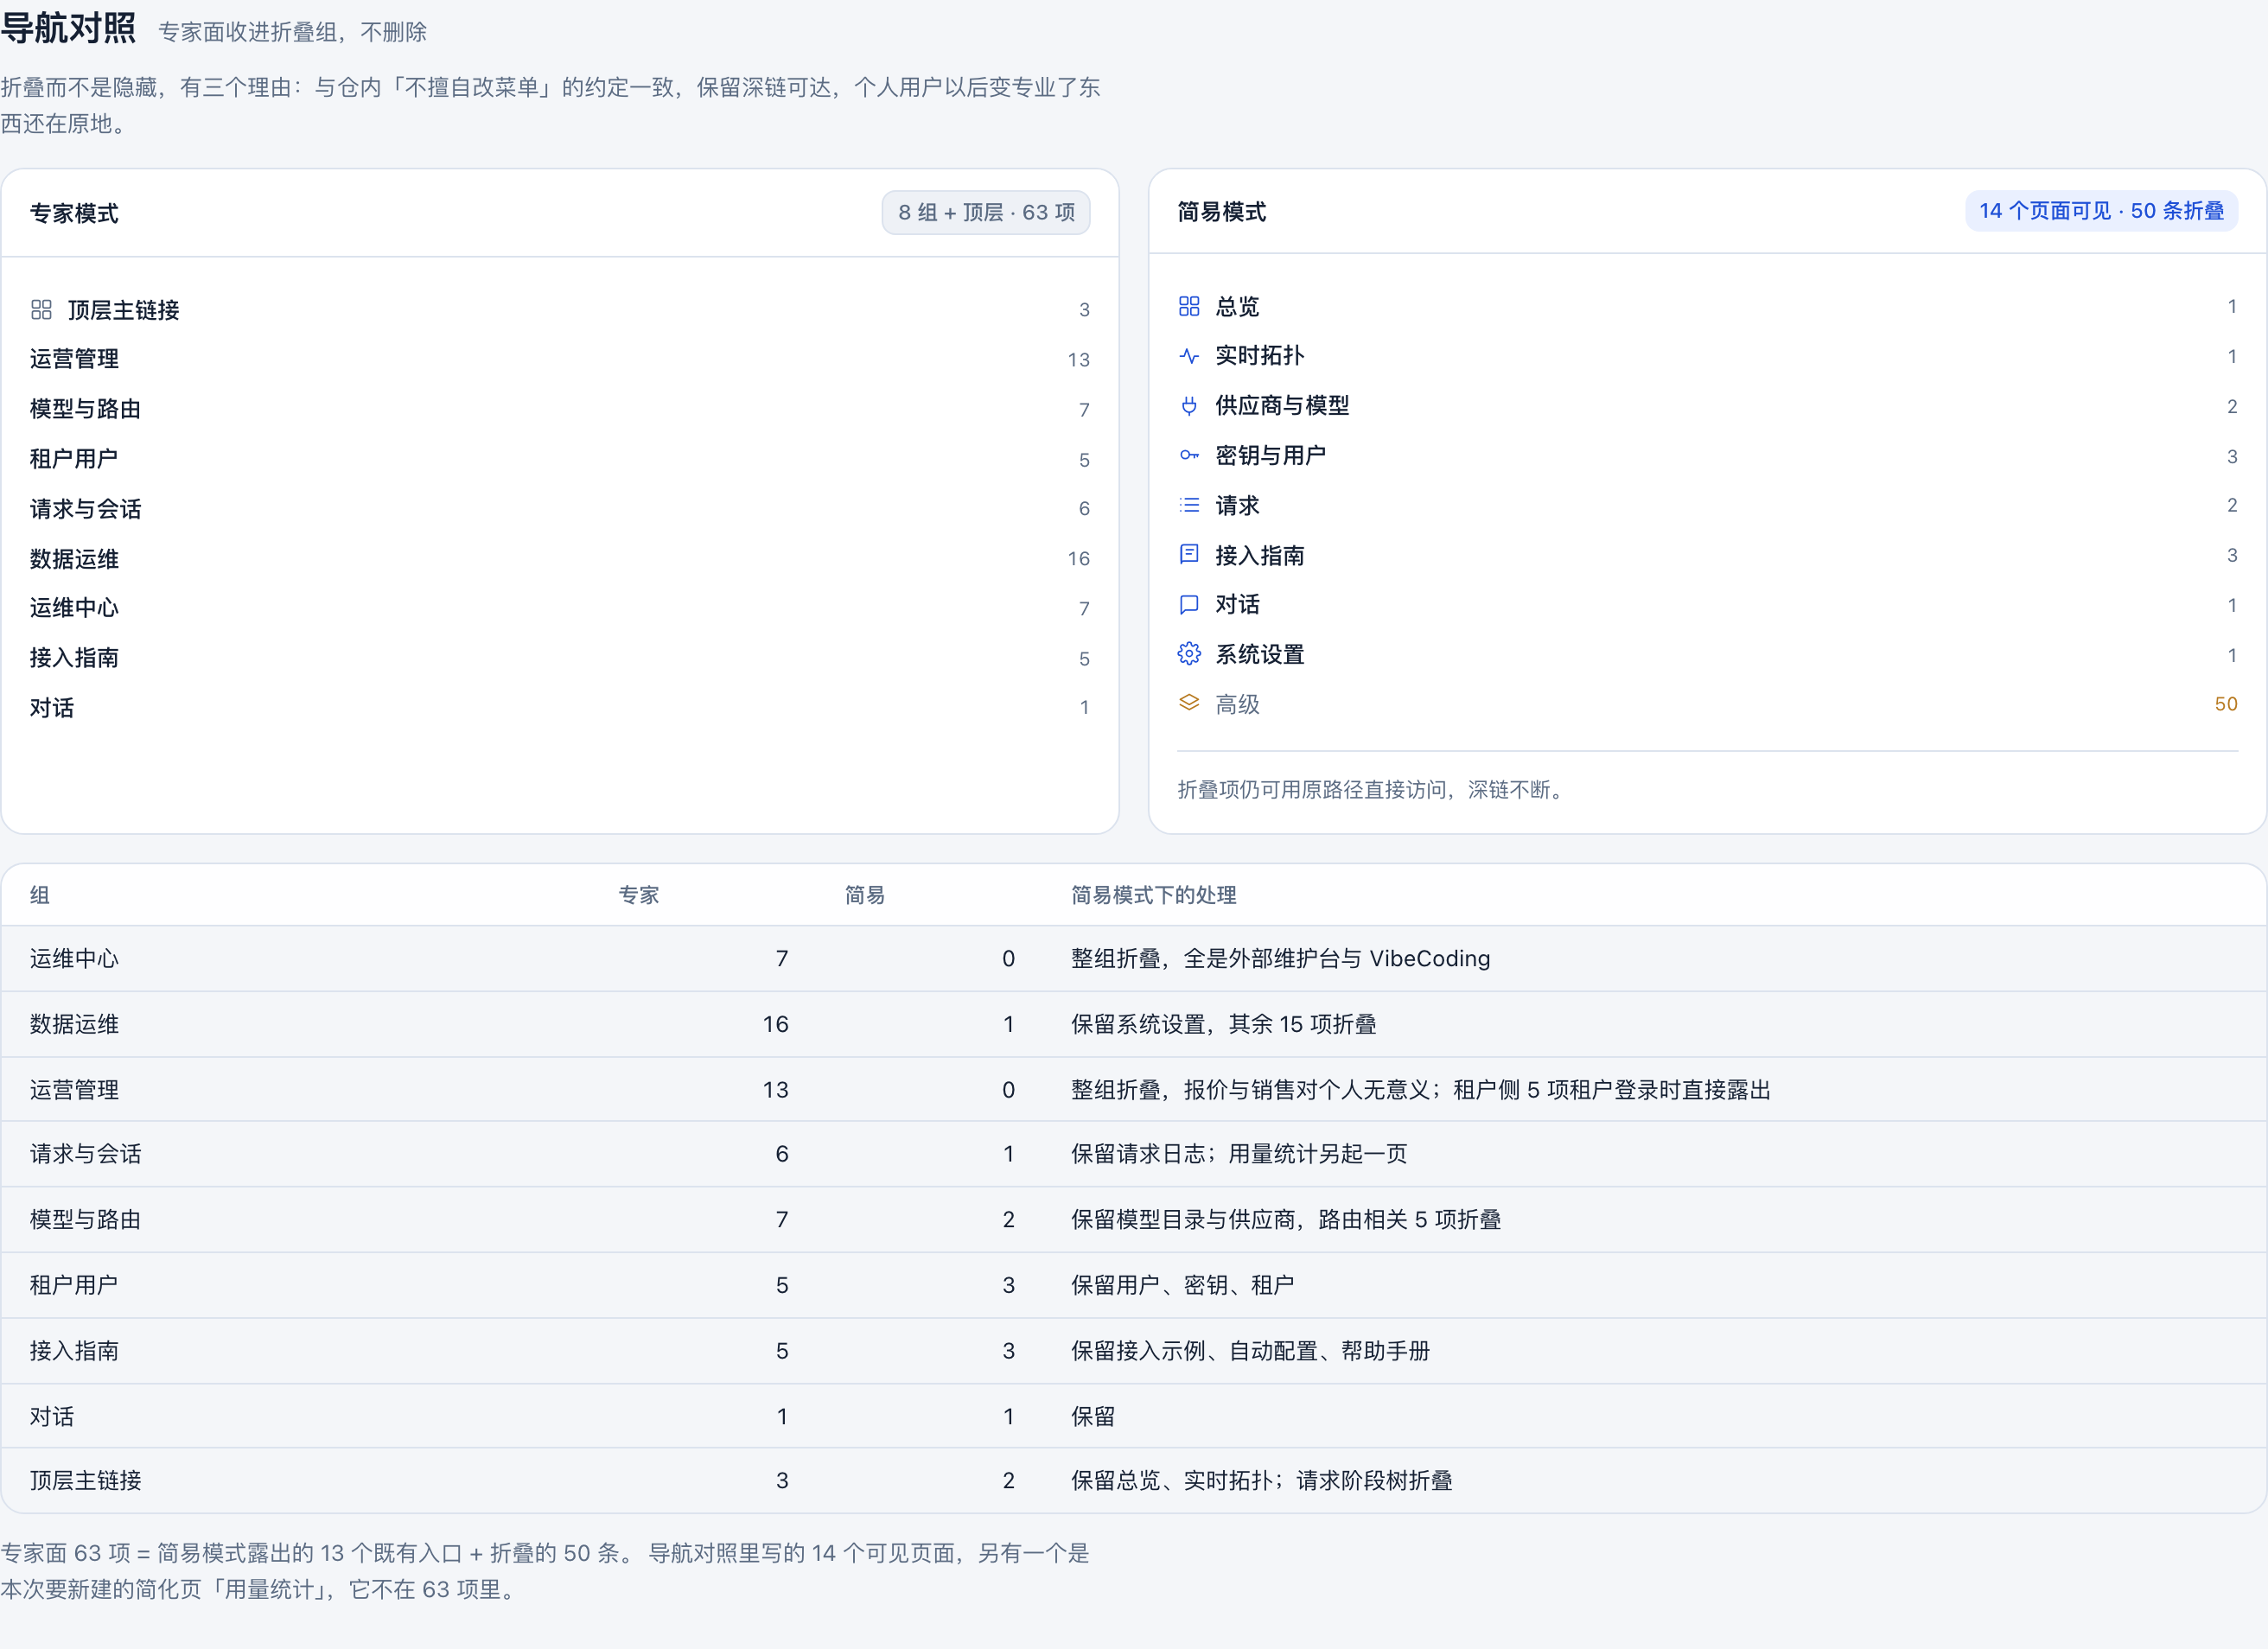 导航对照 专家面收进折叠组，不删除
折叠而不是隐藏，有三个理由：与仓内「不擅自改菜单」的约定一致，保留深链可达，个人用户以后变专业了东
西还在原地。
专家模式 8 组 + 顶层 · 63 项
顶层主链接 3
运营管理 13
模型与路由 7
租户用户 5
请求与会话 6
数据运维 16
运维中心 7
接入指南 5
对话 1
简易模式 14 个页面可见 · 50 条折叠
总览 1
实时拓扑 1
供应商与模型 2
密钥与用户 3
请求 2
接入指南 3
对话 1
系统设置 1
高级 50
折叠项仍可用原路径直接访问，深链不断。
组 专家 简易 简易模式下的处理
运维中心 7 0 整组折叠，全是外部维护台与 VibeCoding
数据运维 16 1 保留系统设置，其余 15 项折叠
运营管理 13 0 整组折叠，报价与销售对个人无意义；租户侧 5 项租户登录时直接露出
请求与会话 6 1 保留请求日志；用量统计另起一页
模型与路由 7 2 保留模型目录与供应商，路由相关 5 项折叠
租户用户 5 3 保留用户、密钥、租户
接入指南 5 3 保留接入示例、自动配置、帮助手册
对话 1 1 保留
顶层主链接 3 2 保留总览、实时拓扑；请求阶段树折叠
专家面 63 项 = 简易模式露出的 13 个既有入口 + 折叠的 50 条。 导航对照里写的 14 个可见页面，另有一个是
本次要新建的简化页「用量统计」，它不在 63 项里。